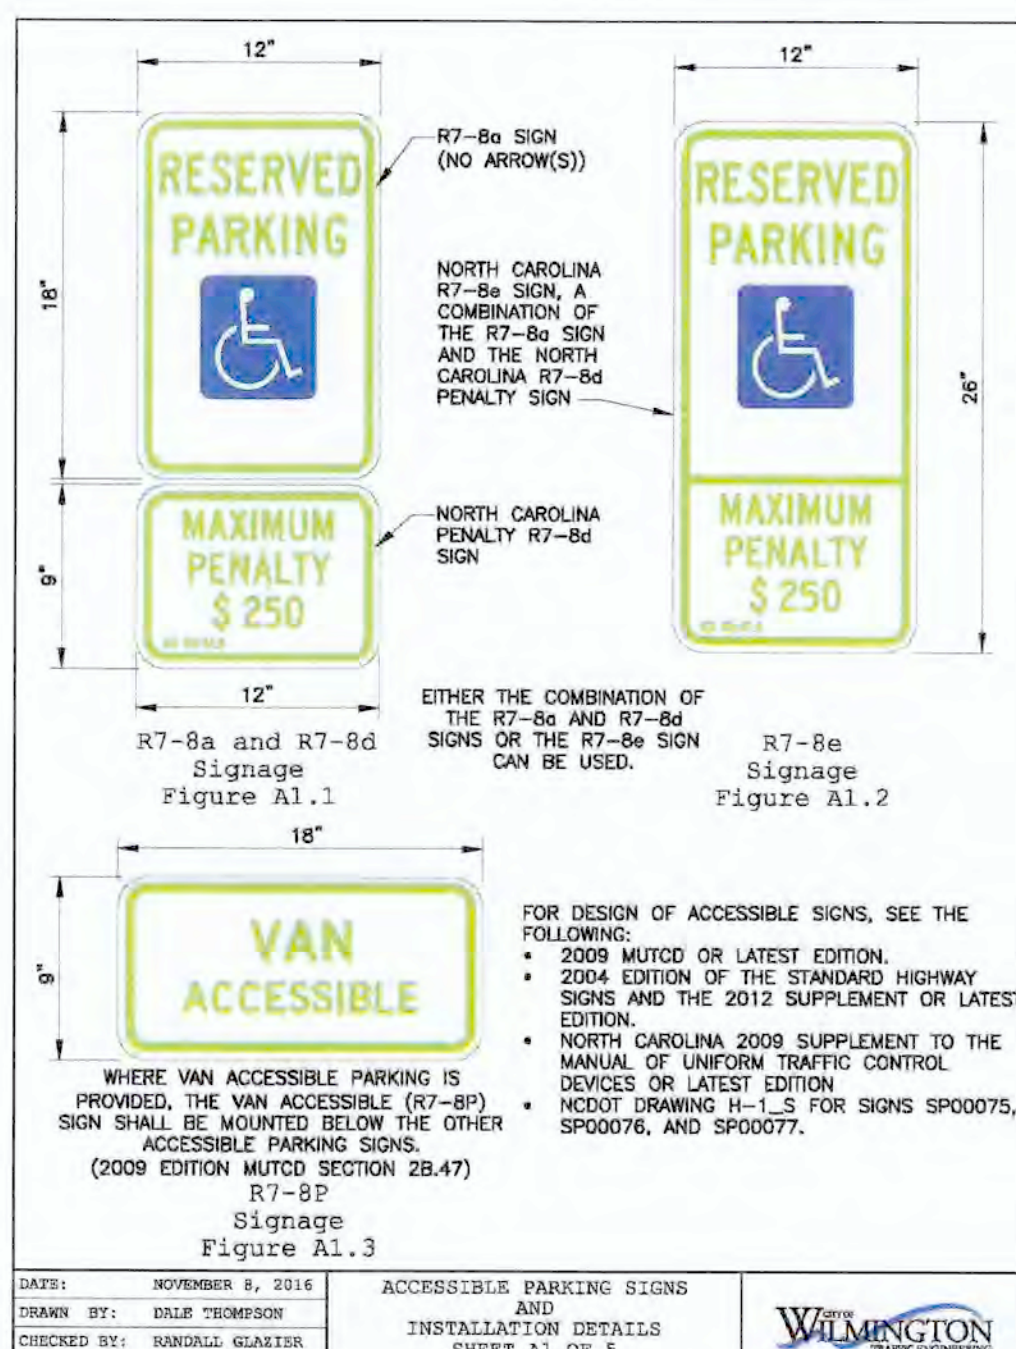 12"
18"
RESERVED
PARKING
R7-8a SIGN
(NO ARROW(S))
NORTH CAROLINA
R7-8e SIGN, A
COMBINATION OF
THE R7-8a SIGN
AND THE NORTH
CAROLINA R7-8d
PENALTY SIGN
9"
MAXIMUM
PENALTY
$ 250
NORTH CAROLINA
PENALTY R7-8d
SIGN
12"
R7-8a and R7-8d
Signage
Figure A1.1
12"
26"
RESERVED
PARKING
MAXIMUM
PENALTY
$ 250
EITHER THE COMBINATION OF
THE R7-8a AND R7-8d
SIGNS OR THE R7-8e SIGN
CAN BE USED.
R7-8e
Signage
Figure A1.2
18"
9"
VAN
ACCESSIBLE
WHERE VAN ACCESSIBLE PARKING IS
PROVIDED, THE VAN ACCESSIBLE (R7-8P)
SIGN SHALL BE MOUNTED BELOW THE OTHER
ACCESSIBLE PARKING SIGNS.
(2009 EDITION MUTCD SECTION 2B.47)
R7-8P
Signage
Figure A1.3
FOR DESIGN OF ACCESSIBLE SIGNS, SEE THE
FOLLOWING:
• 2009 MUTCD OR LATEST EDITION.
• 2004 EDITION OF THE STANDARD HIGHWAY
SIGNS AND THE 2012 SUPPLEMENT OR LATEST
EDITION.
• NORTH CAROLINA 2009 SUPPLEMENT TO THE
MANUAL OF UNIFORM TRAFFIC CONTROL
DEVICES OR LATEST EDITION
• NCDOT DRAWING H-1_S FOR SIGNS SP00075,
SP00076, AND SP00077.
DATE: NOVEMBER 8, 2016
DRAWN BY: DALE THOMPSON
CHECKED BY: RANDALL GLAZIER
ACCESSIBLE PARKING SIGNS
AND
INSTALLATION DETAILS
SHEET A1 OF 5
CITY OF
WILMINGTON
TRAFFIC ENGINEERING